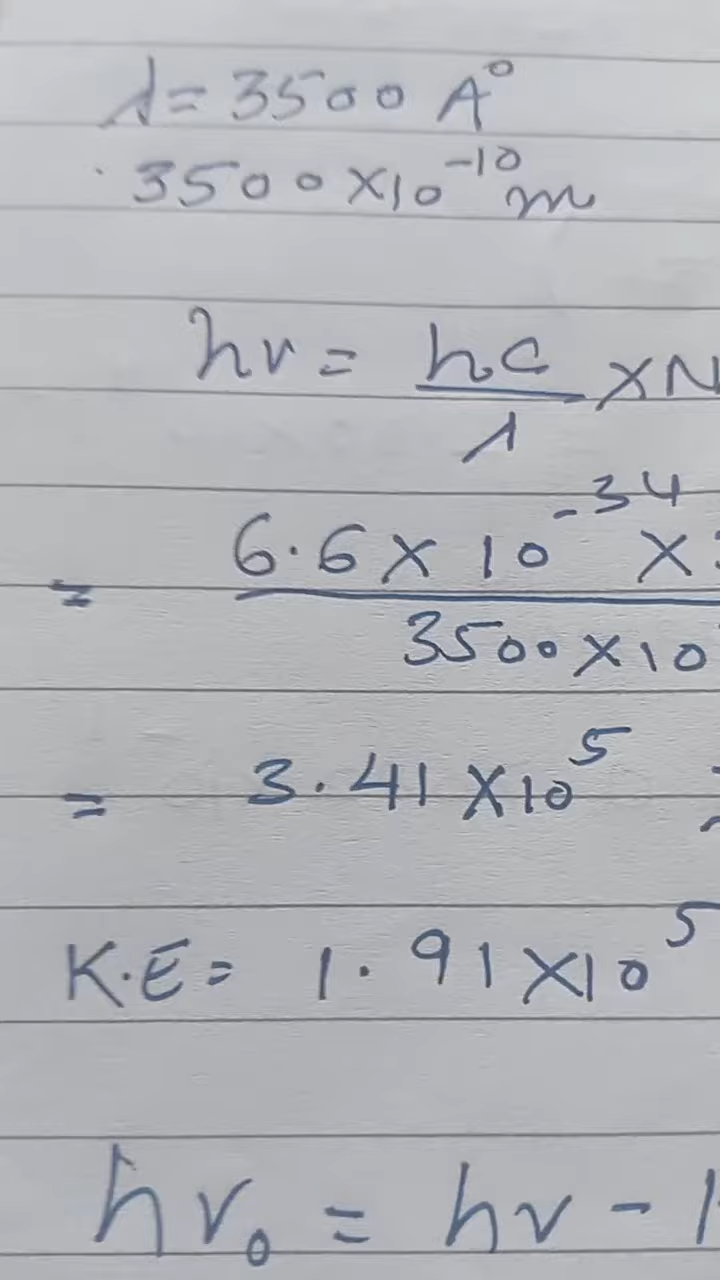 λ = 3500 A°
3500 × 10⁻¹⁰ m
hν = hc/λ × N
= 6.6 × 10⁻³⁴ × / 3500 × 10
= 3.41 × 10⁵
K.E = 1.91 × 10⁵
hν₀ = hν -